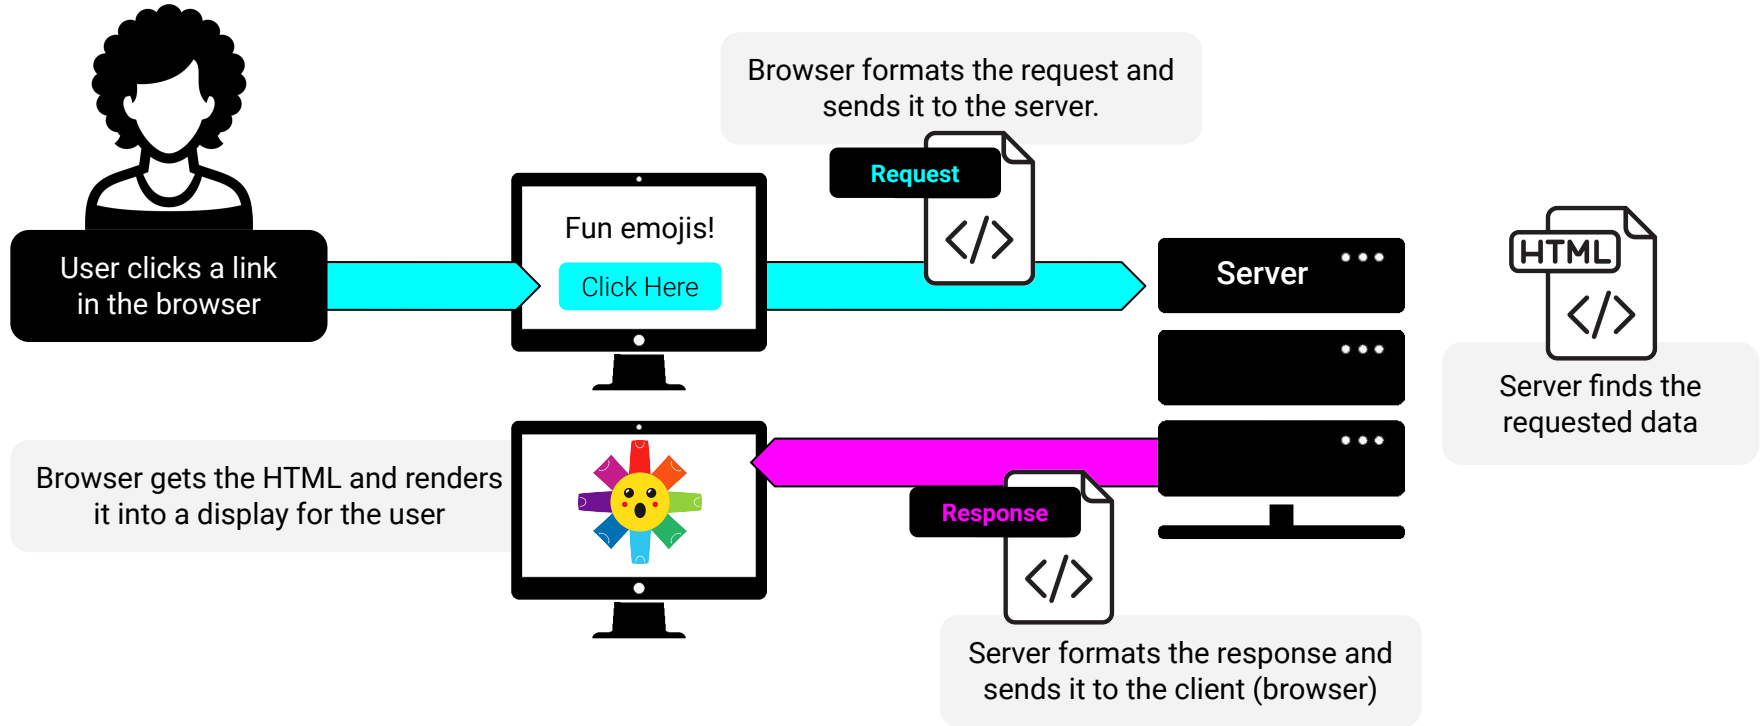 User clicks a link
in the browser
Fun emojis!
Click Here
Browser formats the request and
sends it to the server.
Request
Server
HTML
Server finds the
requested data
Response
Server formats the response and
sends it to the client (browser)
Browser gets the HTML and renders
it into a display for the user